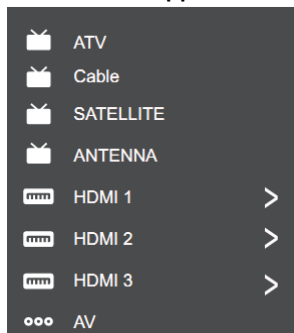 ATV
Cable
SATELLITE
ANTENNA
HDMI 1 >
HDMI 2 >
HDMI 3 >
AV